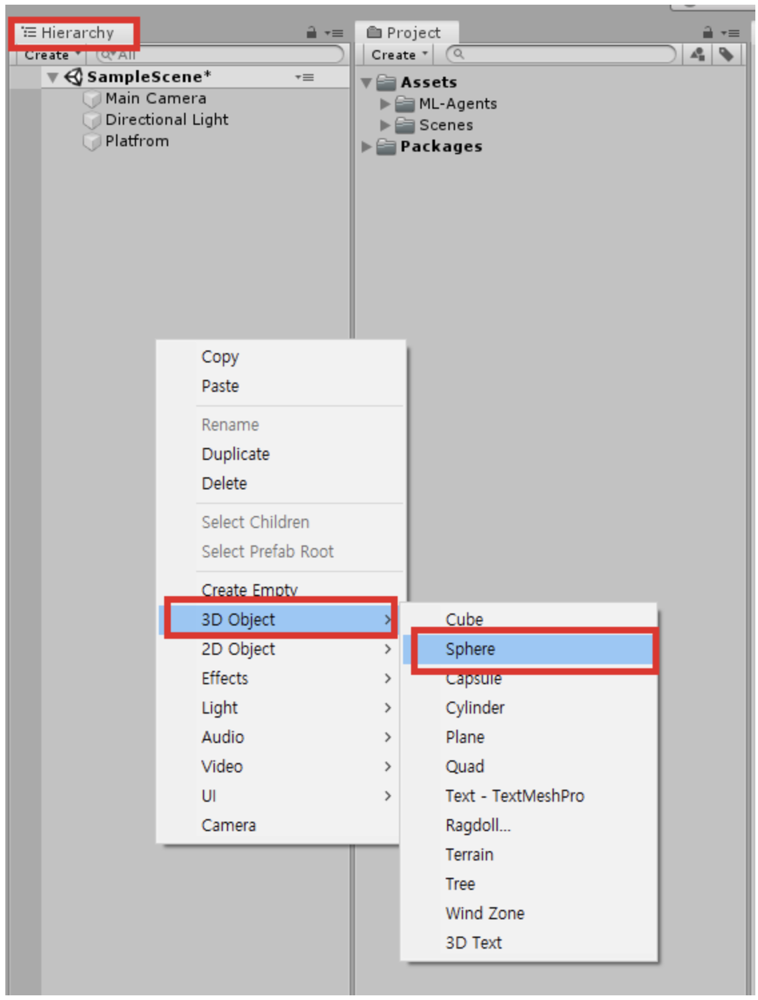 Hierarchy
Create
All
SampleScene*
Main Camera
Directional Light
Platfrom
Project
Create
Assets
ML-Agents
Scenes
Packages
Copy
Paste
Rename
Duplicate
Delete
Select Children
Select Prefab Root
Create Empty
3D Object
2D Object
Effects
Light
Audio
Video
UI
Camera
Cube
Sphere
Capsule
Cylinder
Plane
Quad
Text - TextMeshPro
Ragdoll...
Terrain
Tree
Wind Zone
3D Text